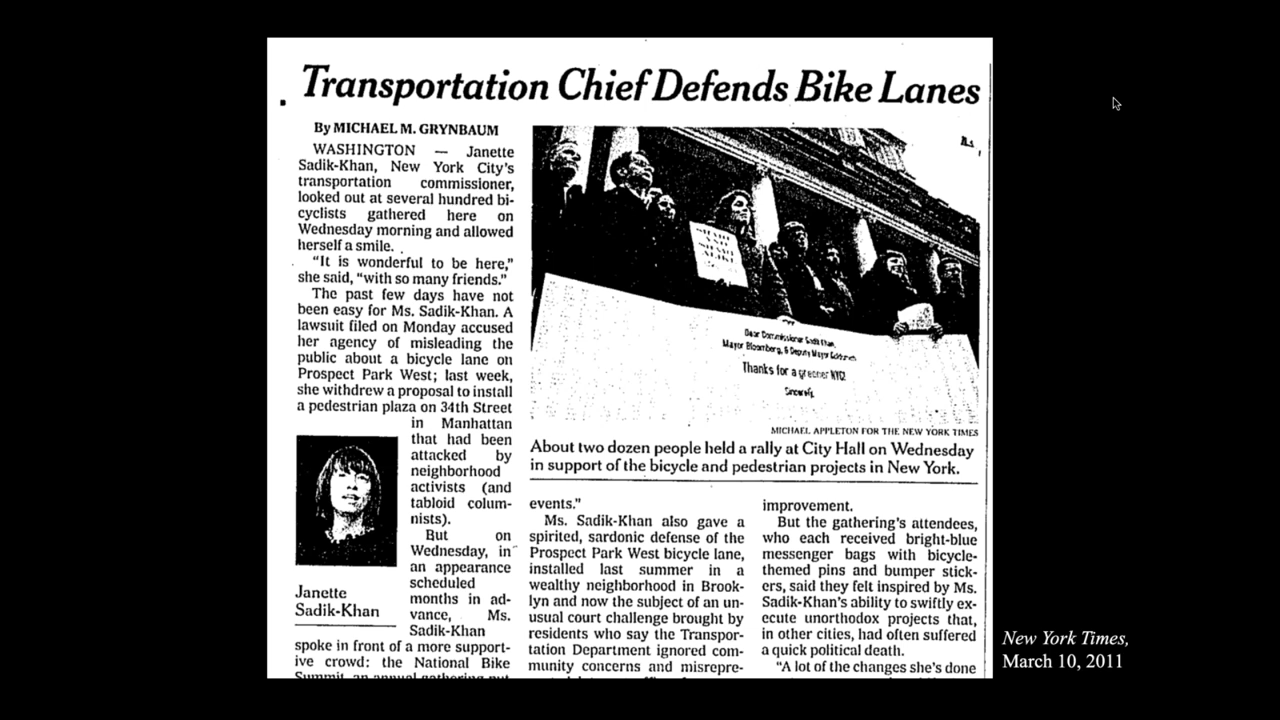 Transportation Chief Defends Bike Lanes
By MICHAEL M. GRYNBAUM
WASHINGTON — Janette
Sadik-Khan, New York City's
transportation commissioner,
looked out at several hundred bi-
cyclists gathered here on
Wednesday morning and allowed
herself a smile.
"It is wonderful to be here,"
she said, "with so many friends."
The past few days have not
been easy for Ms. Sadik-Khan. A
lawsuit filed on Monday accused
her agency of misleading the
public about a bicycle lane on
Prospect Park West; last week,
she withdrew a proposal to install
a pedestrian plaza on 34th Street
in Manhattan
that had been
attacked by
neighborhood
activists (and
tabloid colum-
nists).
But on
Wednesday, in
an appearance
scheduled
months in ad-
vance, Ms.
Sadik-Khan
spoke in front of a more support-
ive crowd: the National Bike
Summit, an annual gathering
Janette
Sadik-Khan
Dear Commissioner Sadik-Khan,
Mayor Bloomberg, & Deputy Mayor
Thanks for a greener NYC.
Sincerely,
MICHAEL APPLETON FOR THE NEW YORK TIMES
About two dozen people held a rally at City Hall on Wednesday
in support of the bicycle and pedestrian projects in New York.
events."
Ms. Sadik-Khan also gave a
spirited, sardonic defense of the
Prospect Park West bicycle lane,
installed last summer in a
wealthy neighborhood in Brook-
lyn and now the subject of an un-
usual court challenge brought by
residents who say the Transpor-
tation Department ignored com-
munity concerns and misrepre-
improvement.
But the gathering's attendees,
who each received bright-blue
messenger bags with bicycle-
themed pins and bumper stick-
ers, said they felt inspired by Ms.
Sadik-Khan's ability to swiftly ex-
ecute unorthodox projects that,
in other cities, had often suffered
a quick political death.
"A lot of the changes she's done
New York Times,
March 10, 2011